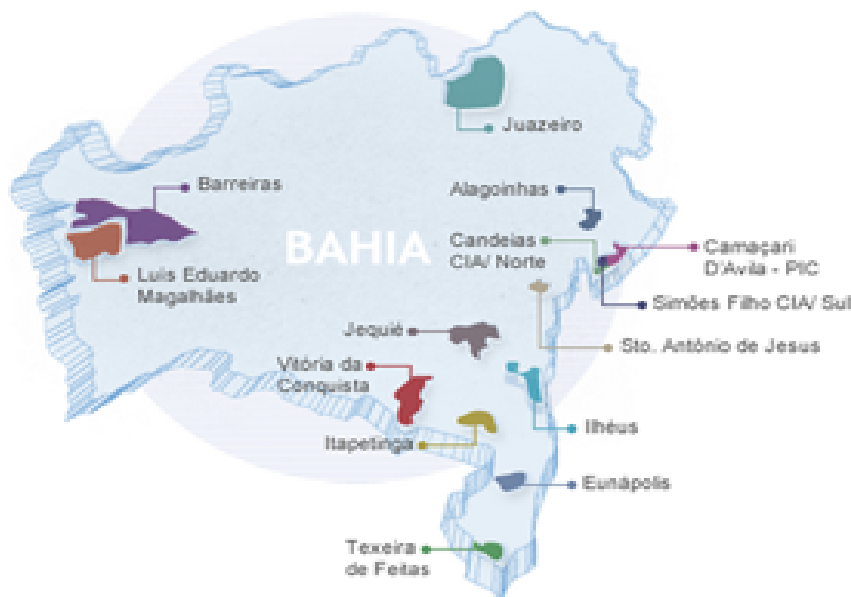 Juazeiro
Barreiras
Alagoinhas
BAHIA
Candeias
CIA/ Norte
Camaçari
D'Avila - PIC
Luis Eduardo
Magalhães
Simões Filho CIA/ Sul
Jequié
Sto. Antônio de Jesus
Vitória da
Conquista
Ilhéus
Itapetinga
Eunápolis
Texeira
de Feitas